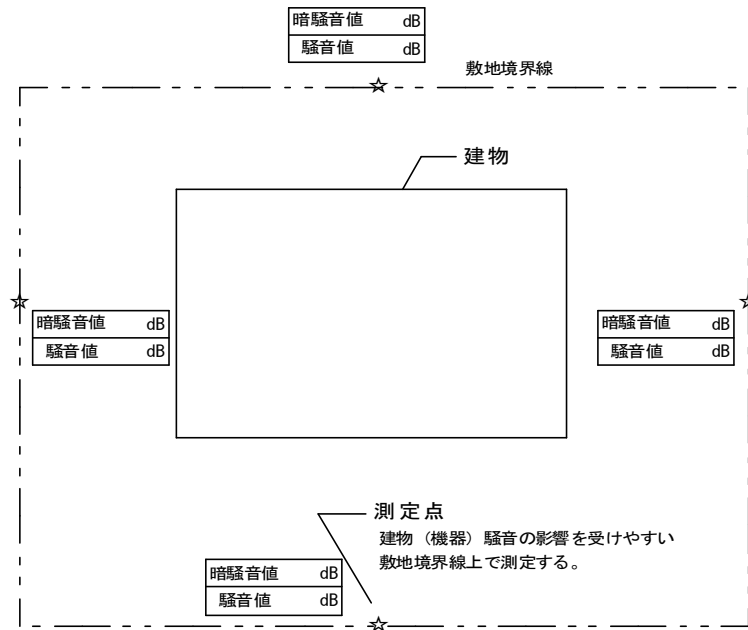 暗騒音値 dB
騒音値 dB
敷地境界線
建物
暗騒音値 dB
騒音値 dB
暗騒音値 dB
騒音値 dB
測定点
建物（機器）騒音の影響を受けやすい
敷地境界線上で測定する。
暗騒音値 dB
騒音値 dB